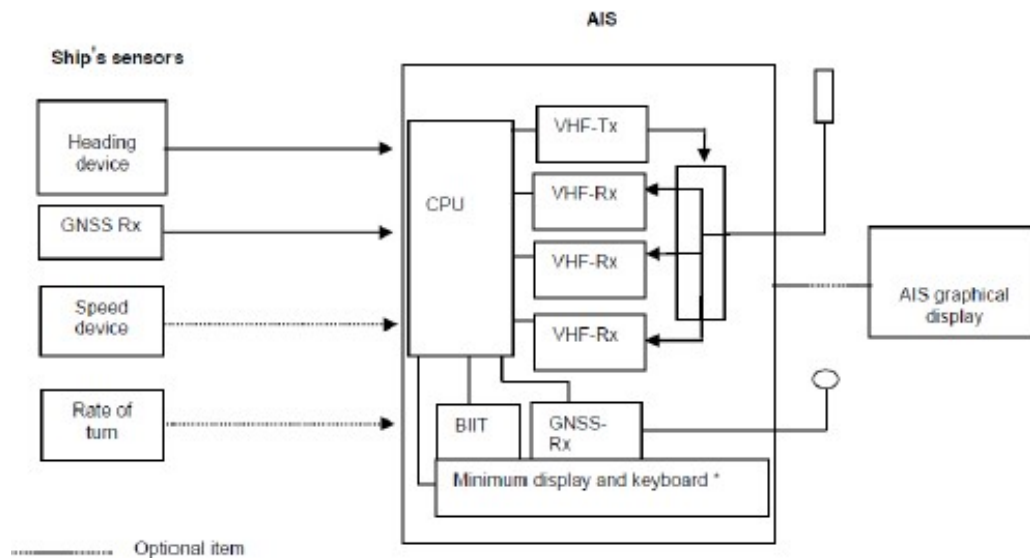 AIS
Ship's sensors
Heading
device
GNSS Rx
Speed
device
Rate of
turn
CPU
VHF-Tx
VHF-Rx
VHF-Rx
VHF-Rx
BIIT
GNSS-
Rx
Minimum display and keyboard *
AIS graphical
display
Optional item